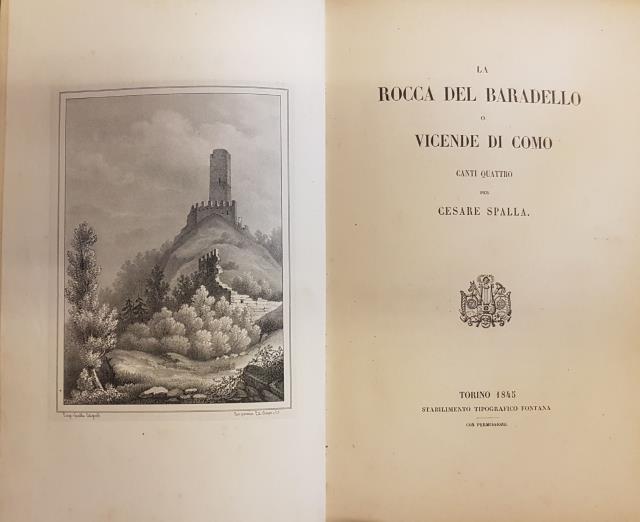 LA
ROCCA DEL BARADELLO
O
VICENDE DI COMO
CANTI QUATTRO
PER
CESARE SPALLA.
TORINO 1845
STABILIMENTO TIPOGRAFICO FONTANA
CON PERMISSIONE